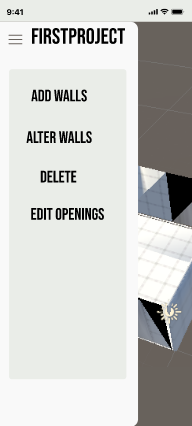 9:41
FIRSTPROJECT
ADD WALLS
ALTER WALLS
DELETE
EDIT OPENINGS